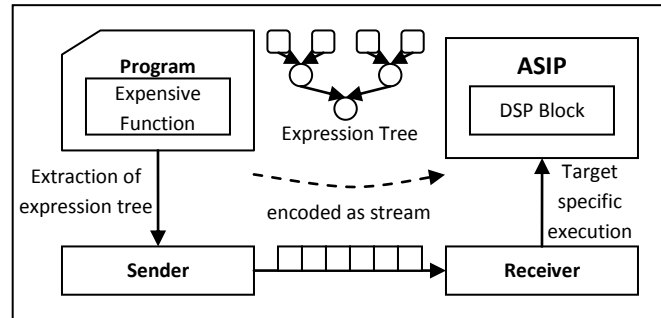 Program
Expensive
Function
Expression Tree
ASIP
DSP Block
Extraction of
expression tree
encoded as stream
Target
specific
execution
Sender
Receiver